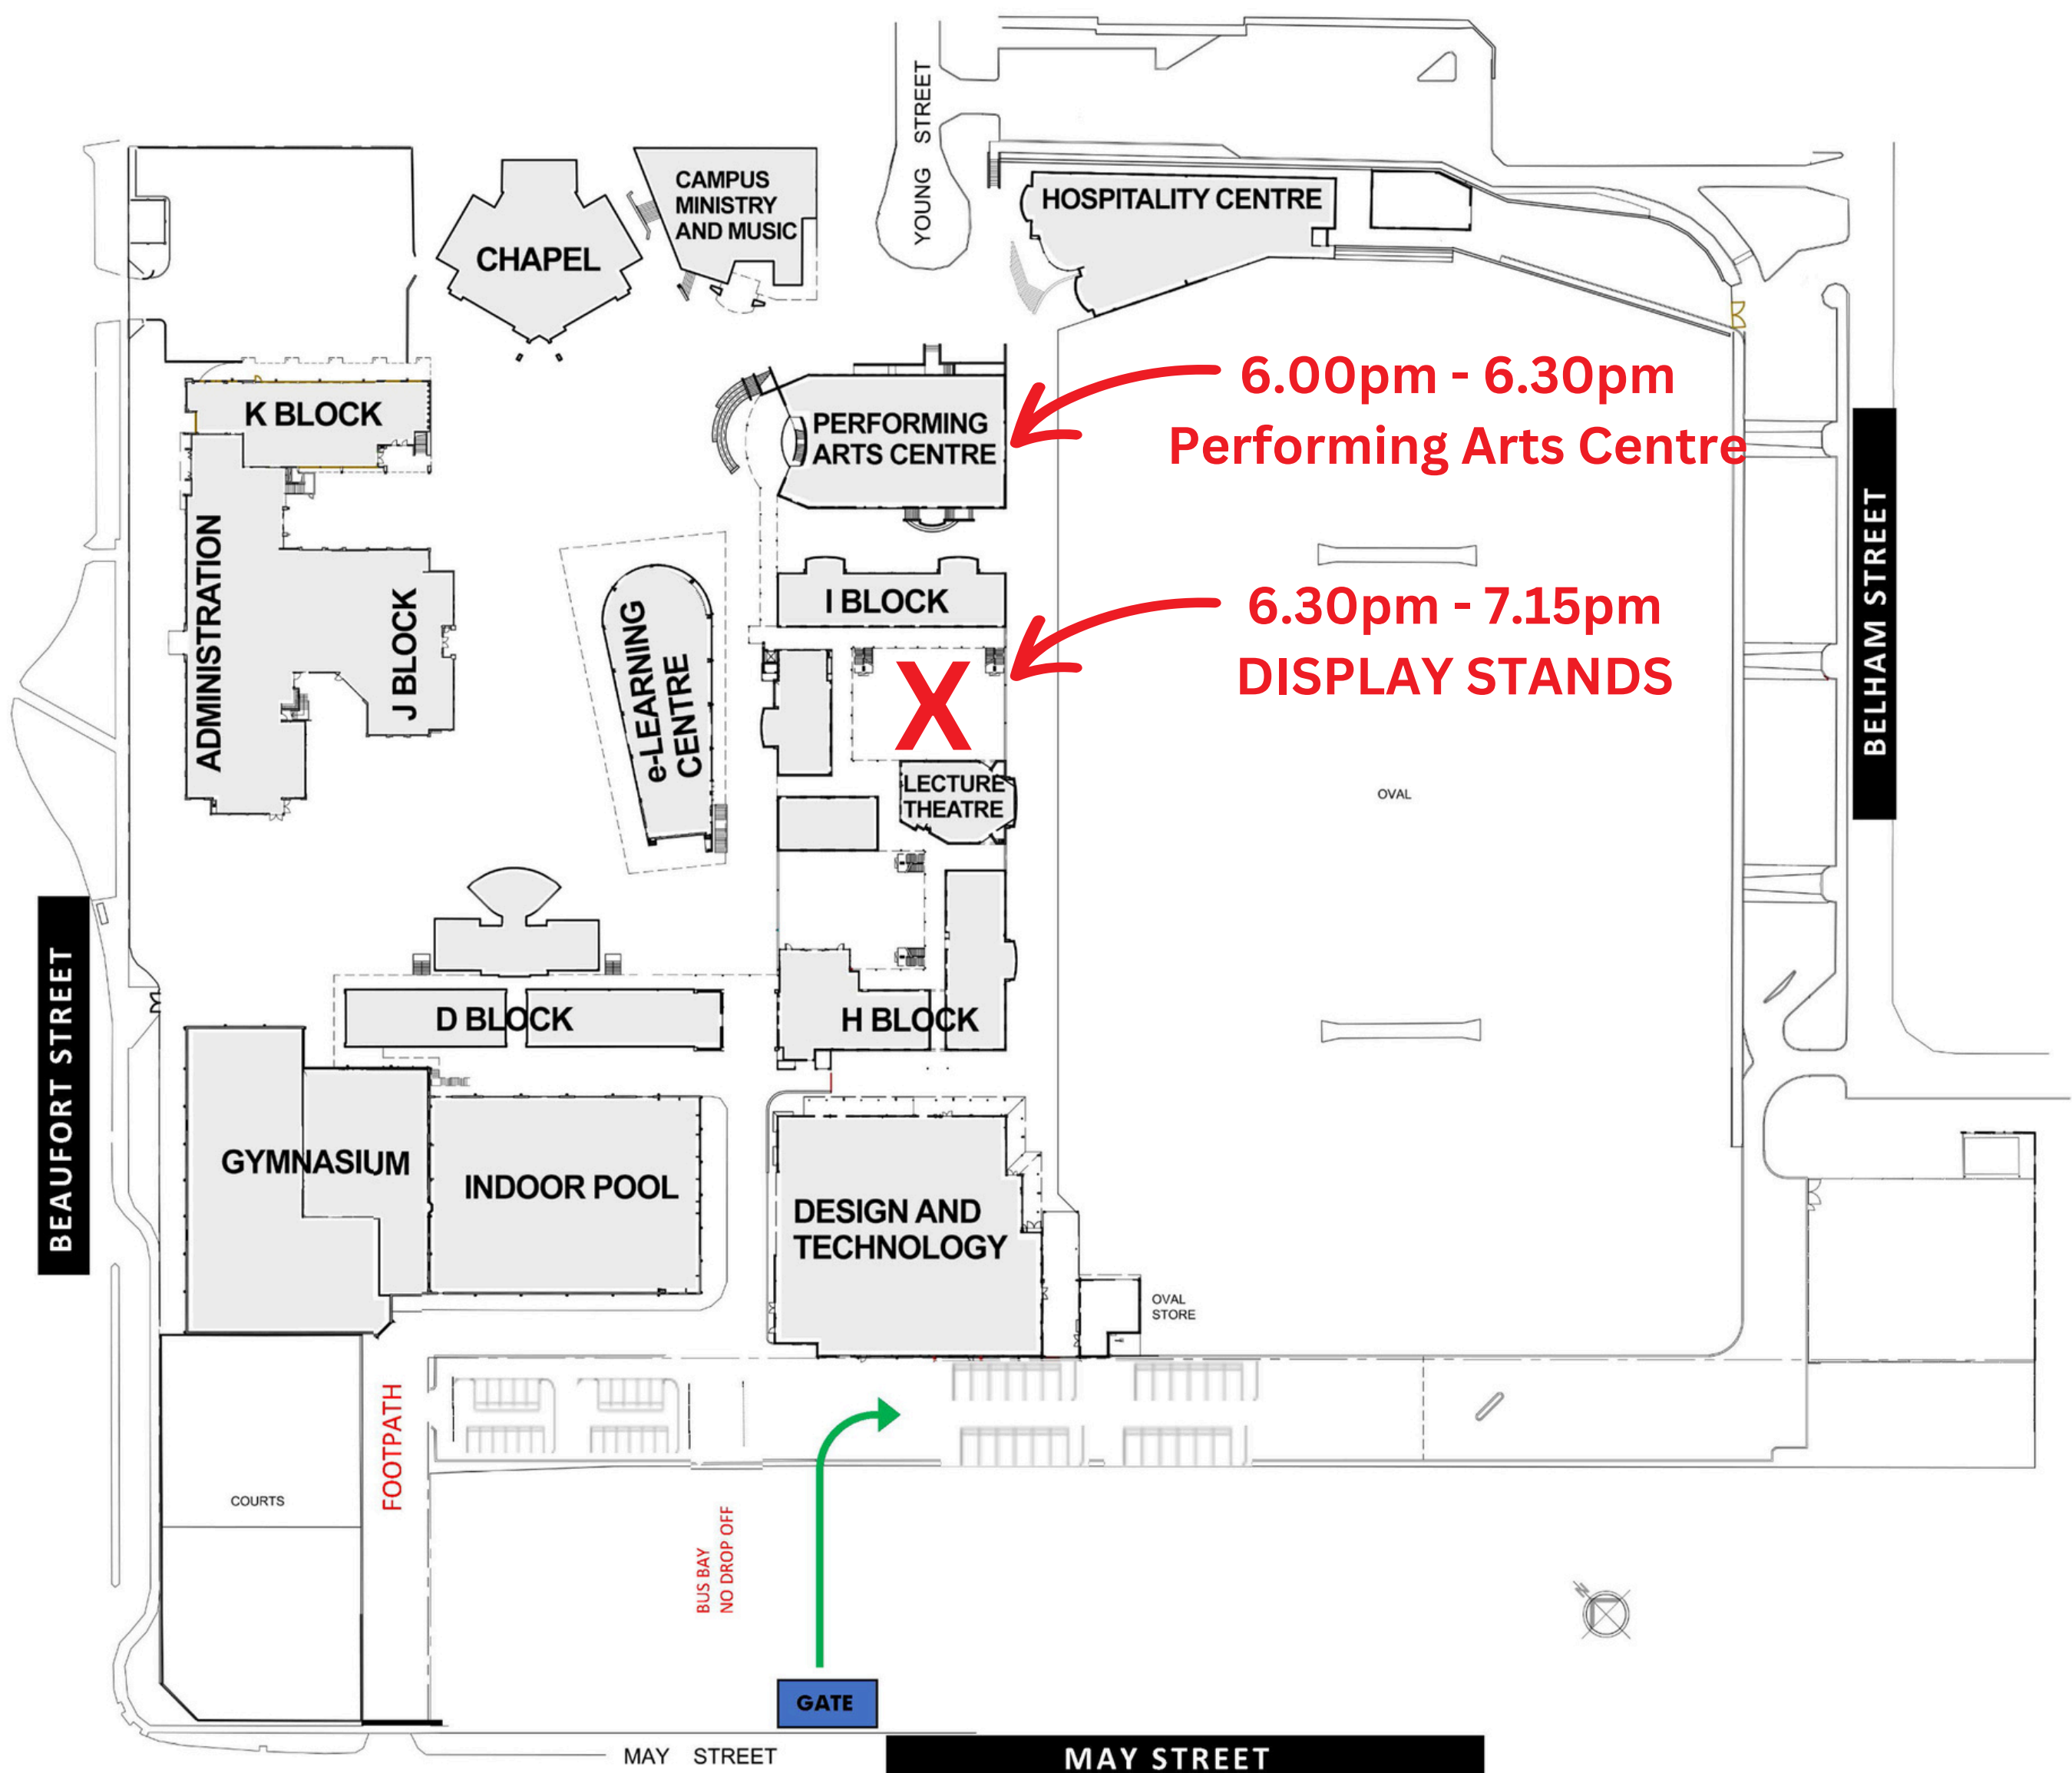 YOUNG STREET
CAMPUS
MINISTRY
AND MUSIC
HOSPITALITY CENTRE
CHAPEL
6.00pm - 6.30pm
Performing Arts Centre
K BLOCK
PERFORMING
ARTS CENTRE
ADMINISTRATION
J BLOCK
e-LEARNING
CENTRE
I BLOCK
6.30pm - 7.15pm
DISPLAY STANDS
X
BELHAM STREET
LECTURE
THEATRE
OVAL
BEAUFORT STREET
D BLOCK
H BLOCK
GYMNASIUM
INDOOR POOL
DESIGN AND
TECHNOLOGY
OVAL
STORE
FOOTPATH
COURTS
BUS BAY
NO DROP OFF
N
GATE
MAY STREET
MAY STREET